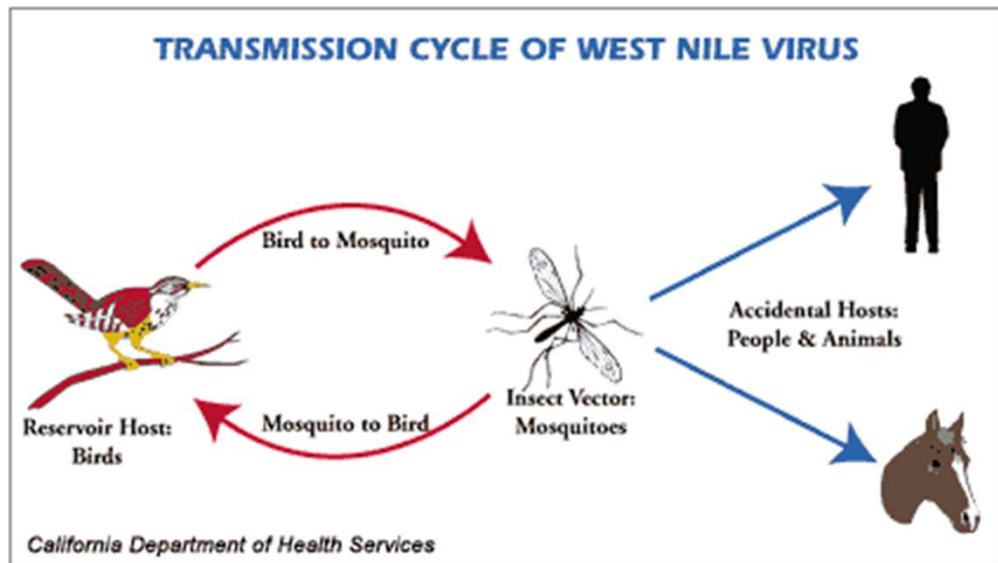 TRANSMISSION CYCLE OF WEST NILE VIRUS
Bird to Mosquito
Accidental Hosts:
People & Animals
Insect Vector:
Mosquitoes
Mosquito to Bird
Reservoir Host:
Birds
California Department of Health Services